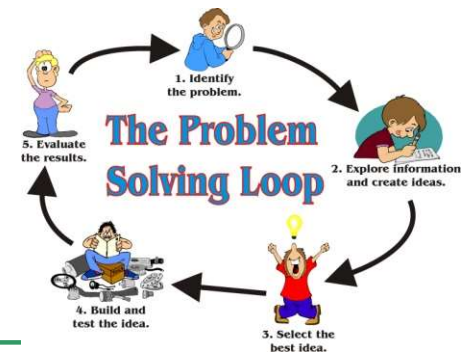 The Problem
Solving Loop
1. Identify
the problem.
2. Explore information
and create ideas.
3. Select the
best idea.
4. Build and
test the idea.
5. Evaluate
the results.